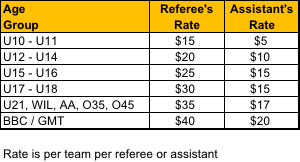 Age Group Referee's Rate Assistant's Rate
U10 - U11 $15 $5
U12 - U14 $20 $10
U15 - U16 $25 $15
U17 - U18 $30 $15
U21, WIL, AA, O35, O45 $35 $17
BBC / GMT $40 $20
Rate is per team per referee or assistant